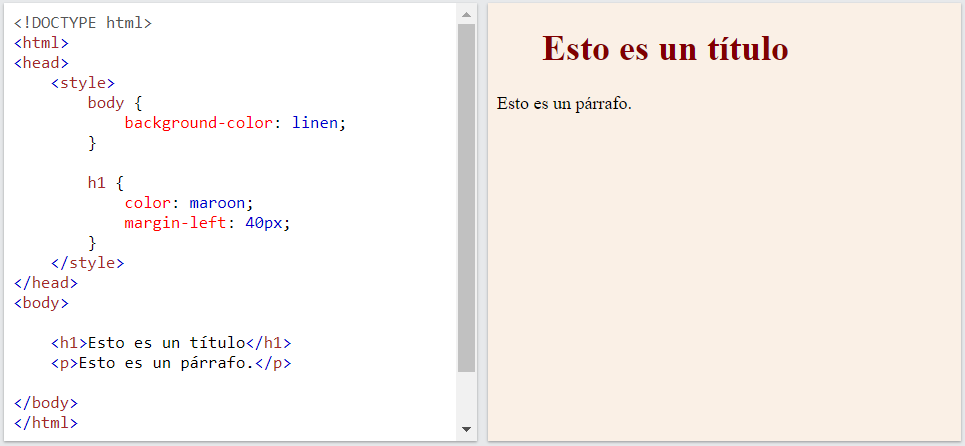 <!DOCTYPE html>
<html>
<head>
    <style>
        body {
            background-color: linen;
        }

        h1 {
            color: maroon;
            margin-left: 40px;
        }
    </style>
</head>
<body>

    <h1>Esto es un título</h1>
    <p>Esto es un párrafo.</p>

</body>
</html>
Esto es un título
Esto es un párrafo.